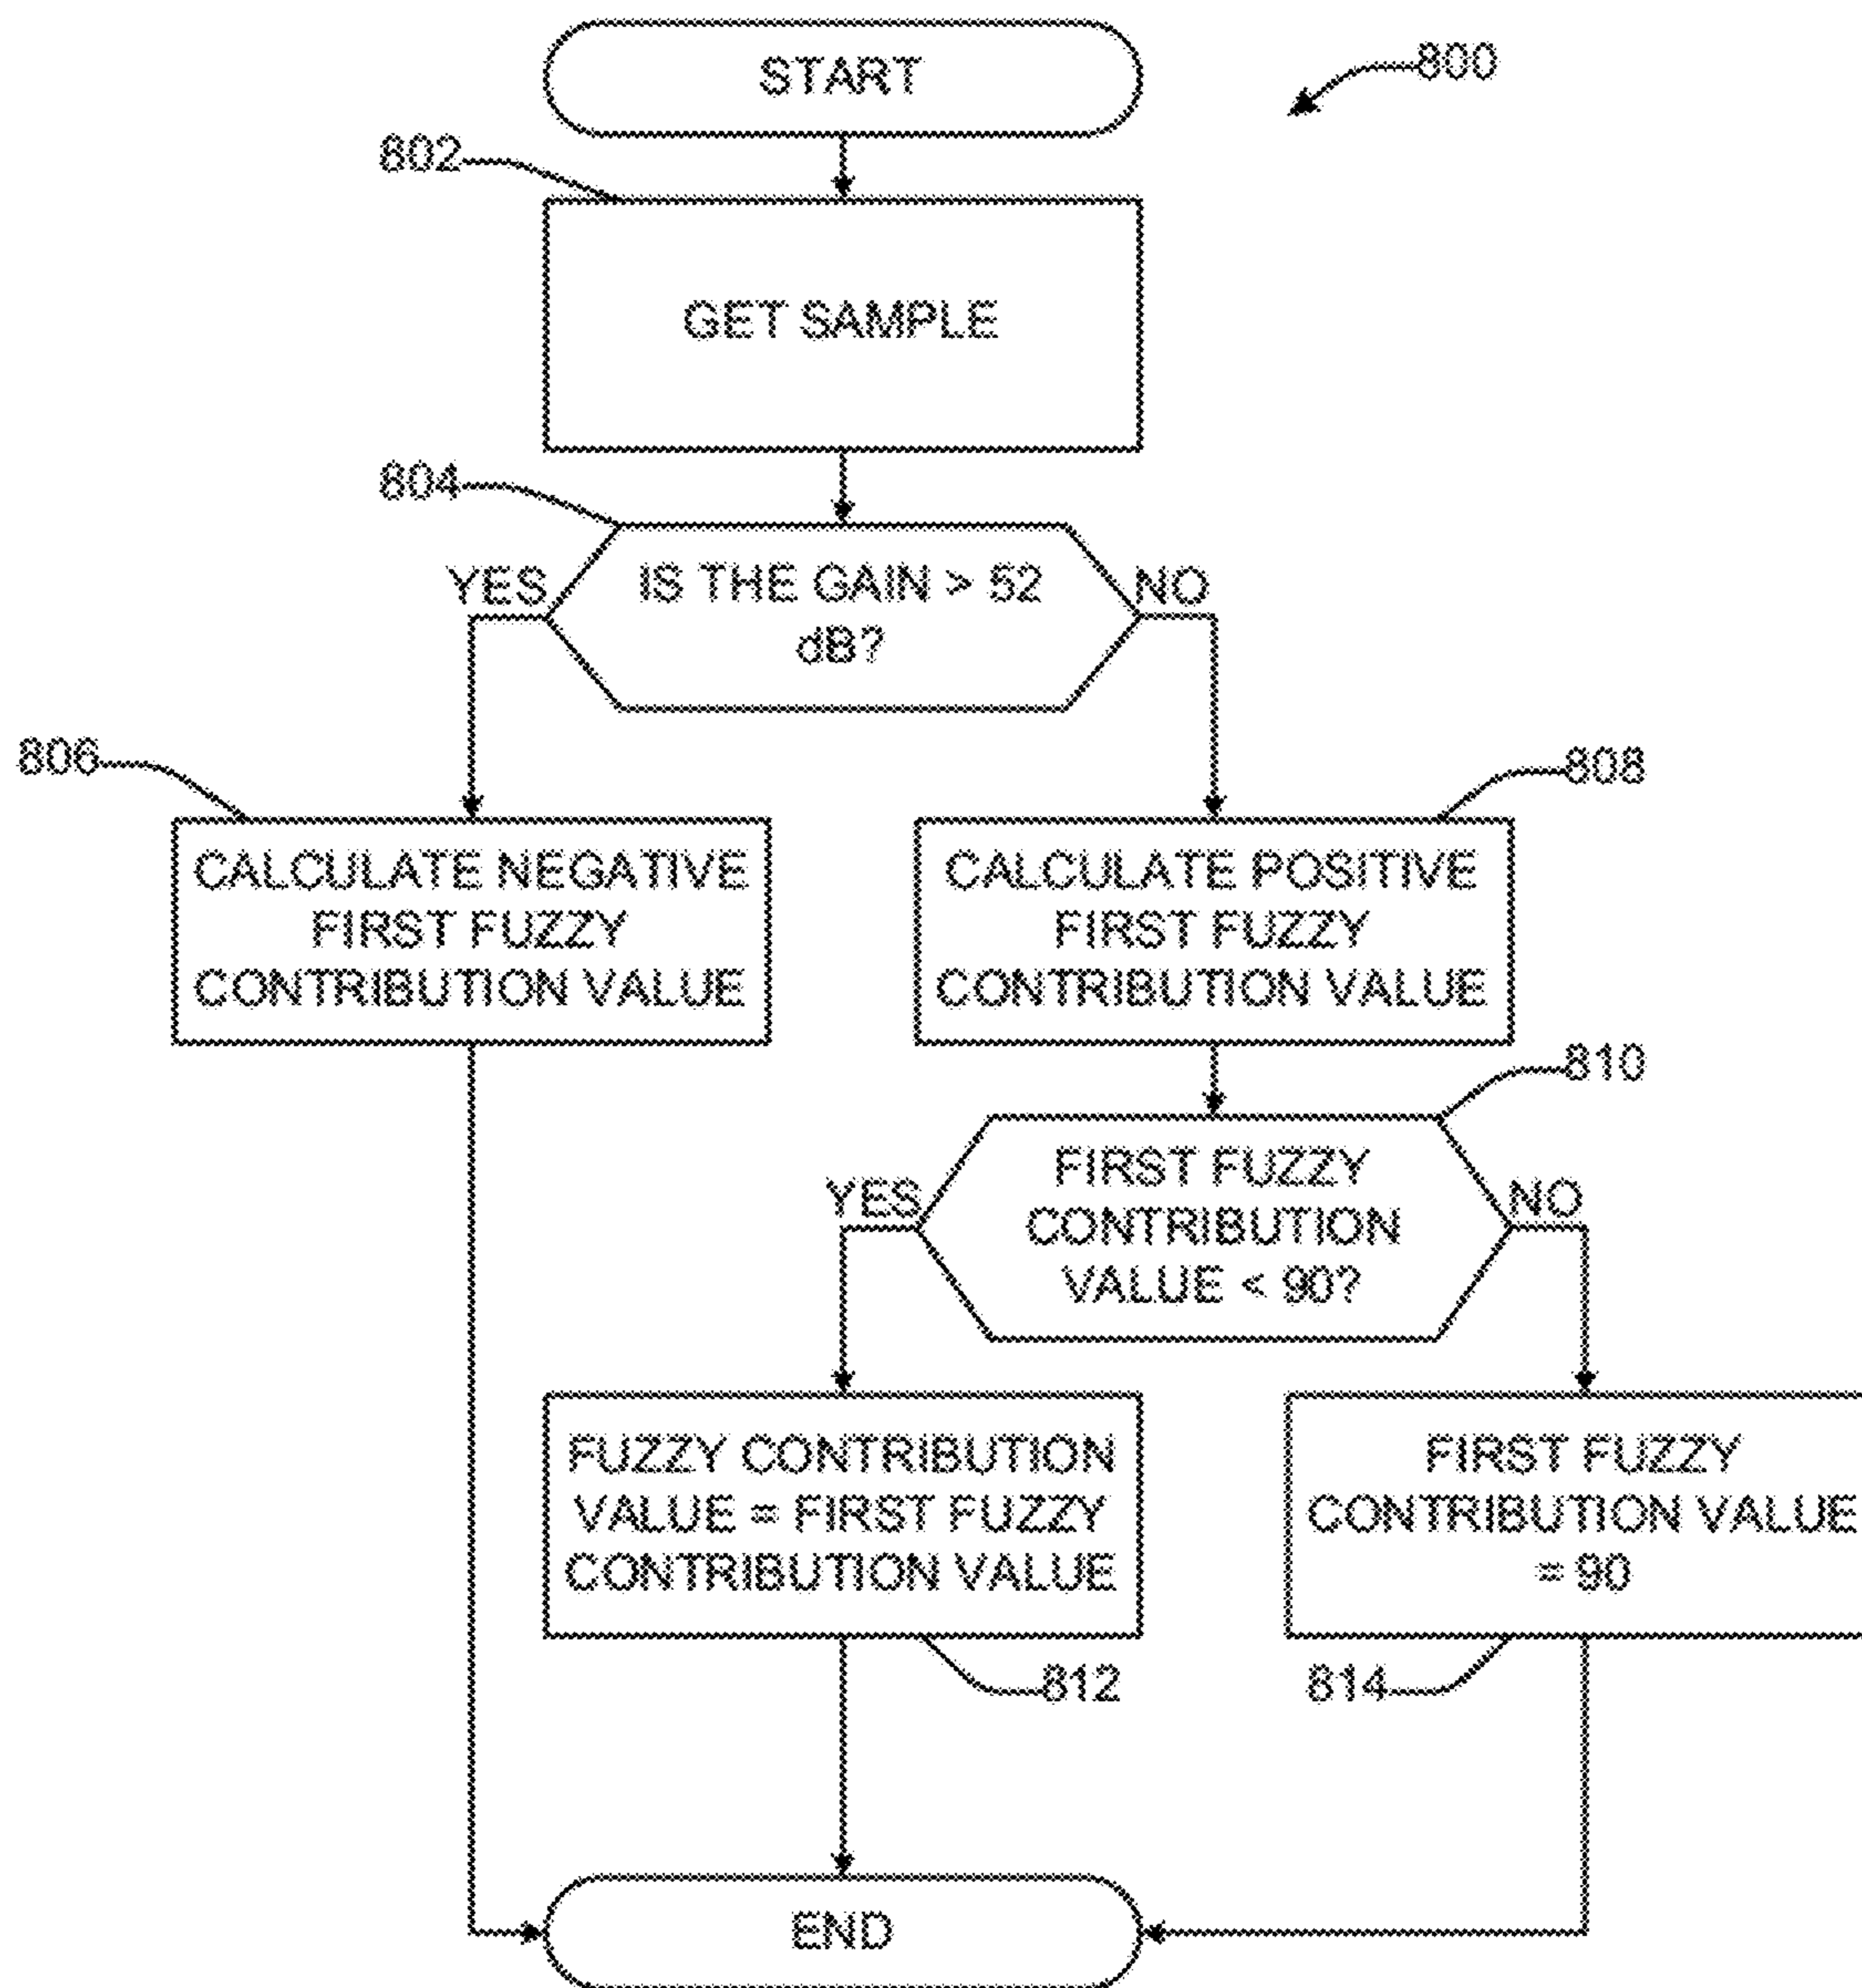 START
800
802
GET SAMPLE
804
YES
IS THE GAIN > 52
dB?
NO
806
808
CALCULATE NEGATIVE
FIRST FUZZY
CONTRIBUTION VALUE
CALCULATE POSITIVE
FIRST FUZZY
CONTRIBUTION VALUE
810
YES
FIRST FUZZY
CONTRIBUTION
VALUE < 90?
NO
FUZZY CONTRIBUTION
VALUE = FIRST FUZZY
CONTRIBUTION VALUE
FIRST FUZZY
CONTRIBUTION VALUE
= 90
812
814
END